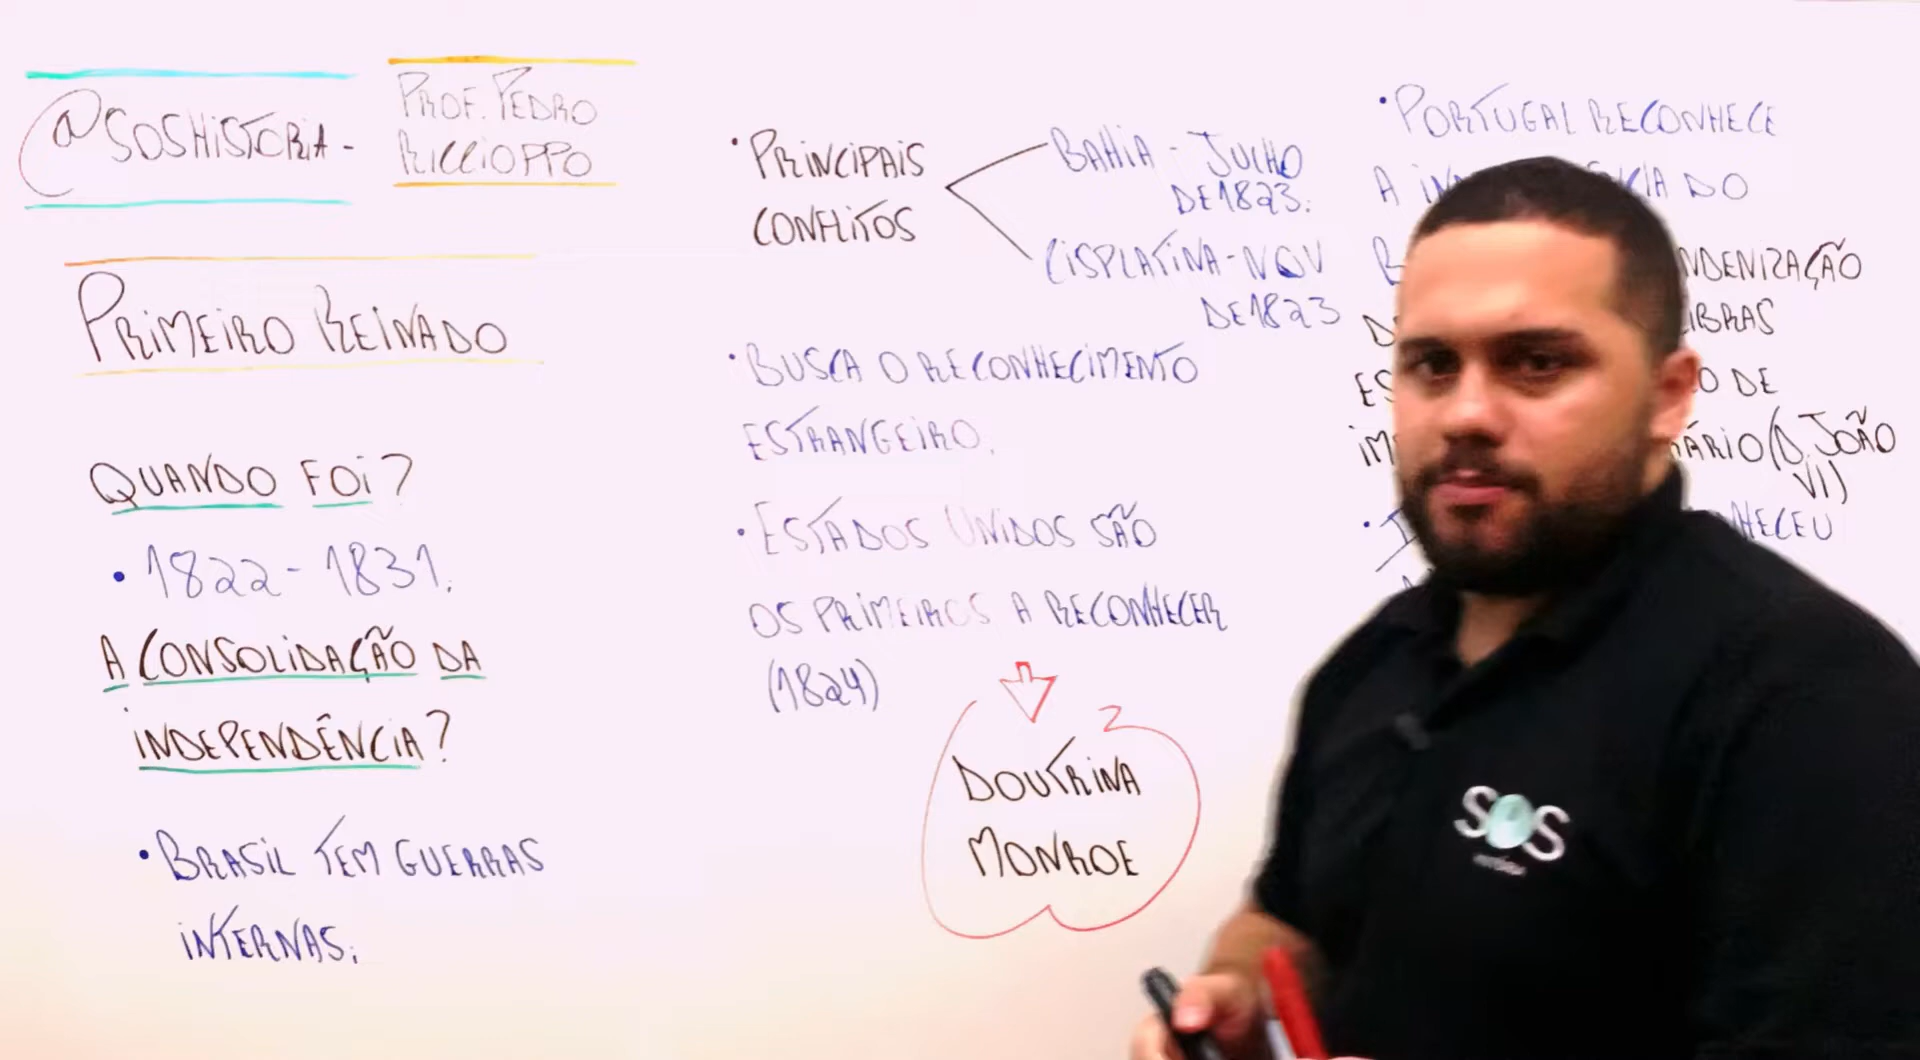 @SOSHISTORIA -
PROF. PEDRO
RICCIOPPO
PRIMEIRO REINADO
QUANDO FOI?
• 1822 - 1831.
A CONSOLIDAÇÃO DA
INDEPENDÊNCIA?
• BRASIL TEM GUERRAS
INTERNAS.
• PRINCIPAIS
CONFLITOS
BAHIA - JULHO
DE 1823.
CISPLATINA - NOV
DE 1823
• BUSCA O RECONHECIMENTO
ESTRANGEIRO.
• ESTADOS UNIDOS SÃO
OS PRIMEIROS A RECONHECER
(1824)
DOUTRINA
MONROE
• PORTUGAL RECONHECE
A DO
NDENIZAÇÃO
IBRAS
DE
(D. JOÃO
VI)
HECEU
SOS